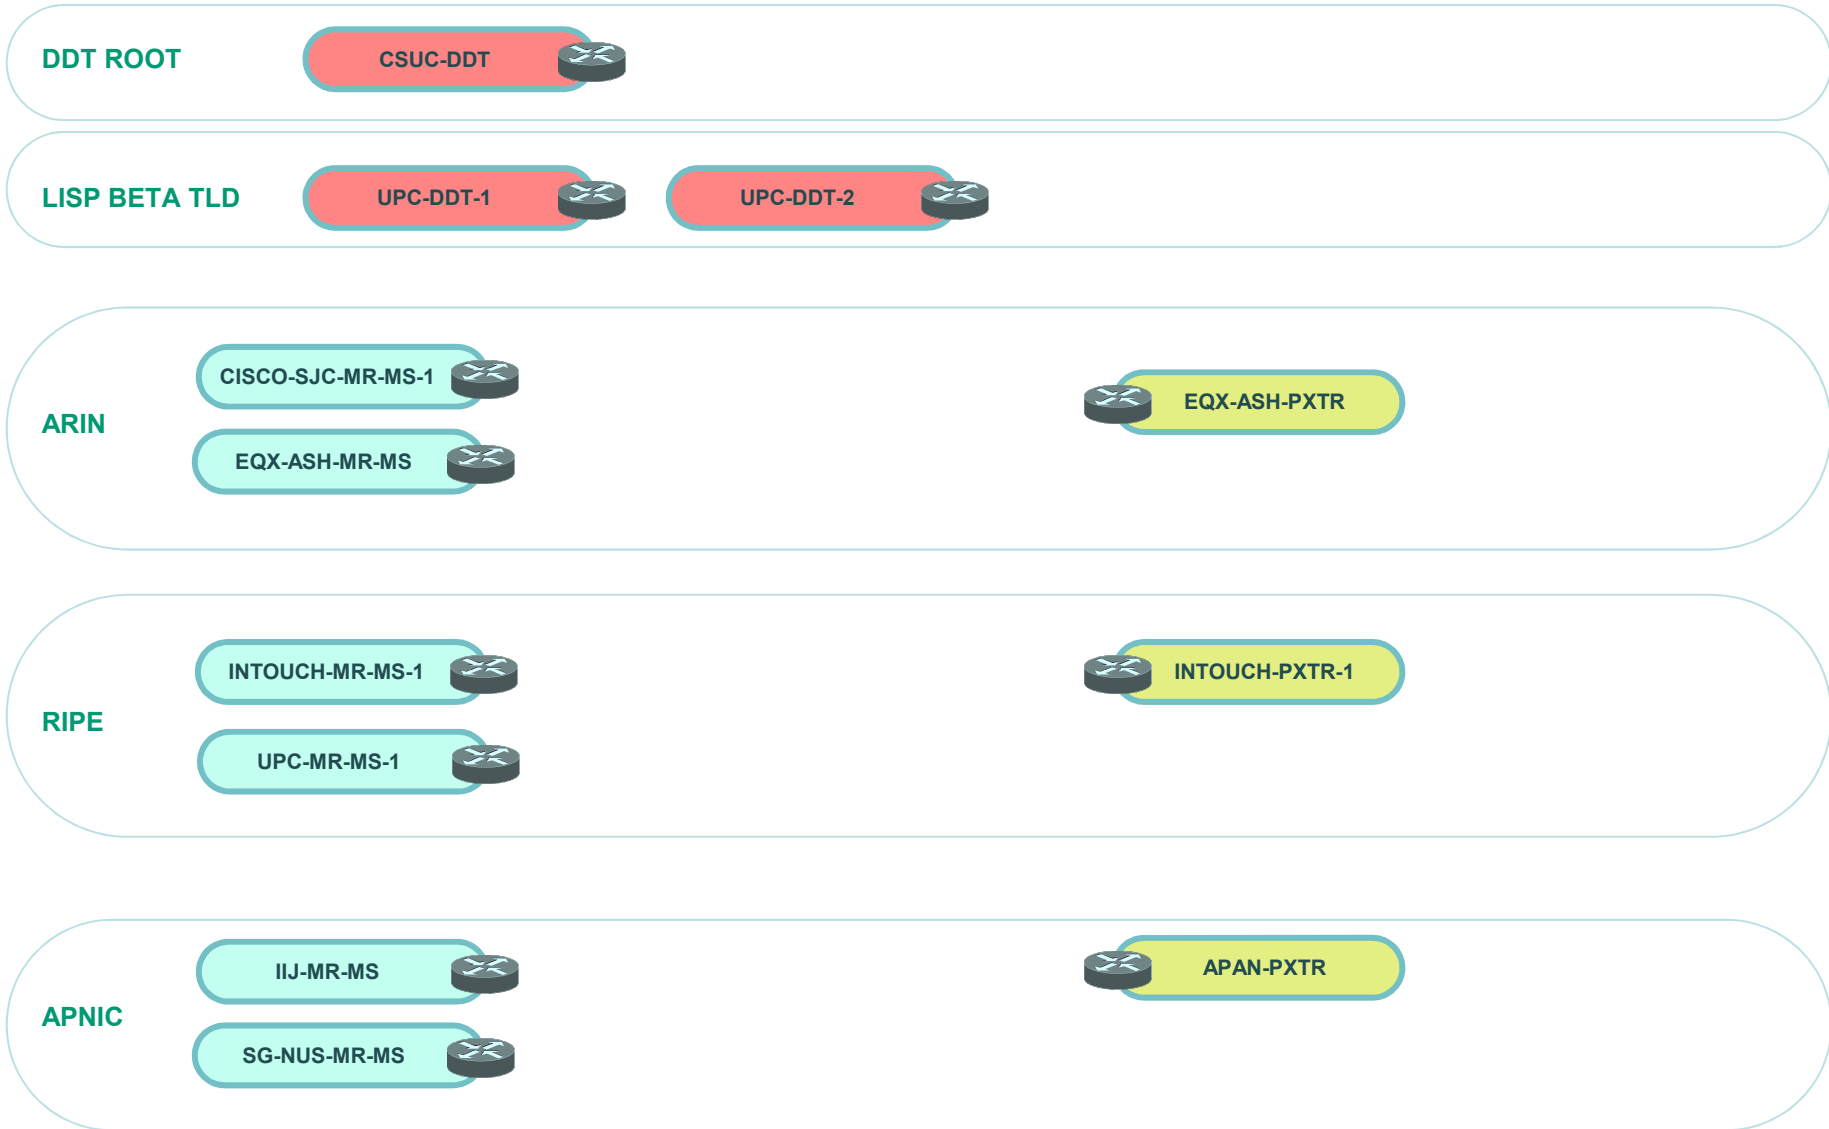 DDT ROOT
CSUC-DDT
LISP BETA TLD
UPC-DDT-1
UPC-DDT-2
ARIN
CISCO-SJC-MR-MS-1
EQX-ASH-MR-MS
EQX-ASH-PXTR
RIPE
INTOUCH-MR-MS-1
UPC-MR-MS-1
INTOUCH-PXTR-1
APNIC
IIJ-MR-MS
SG-NUS-MR-MS
APAN-PXTR